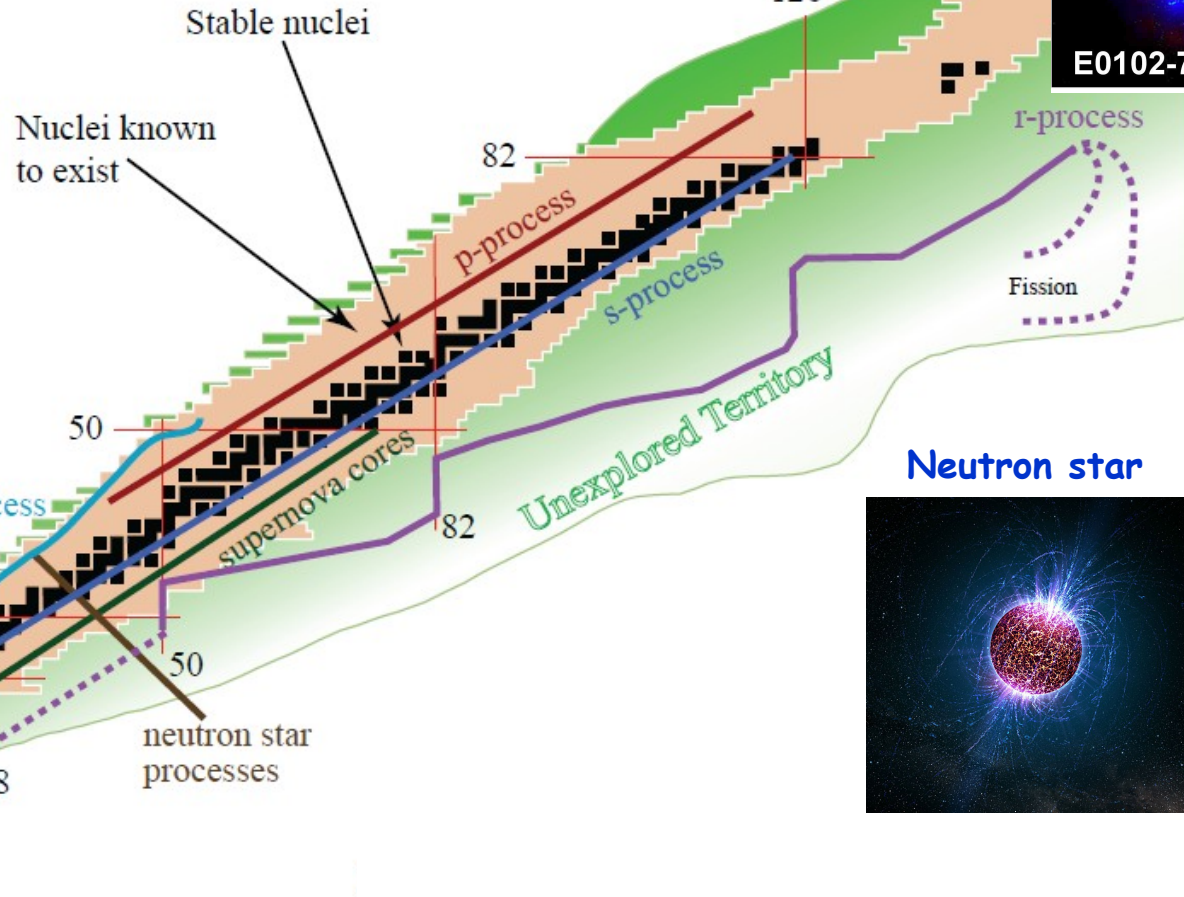 Stable nuclei
E0102-7
Nuclei known
to exist
r-process
82
p-process
s-process
Fission
Unexplored Territory
50
supernova cores
Neutron star
82
50
neutron star
processes
8